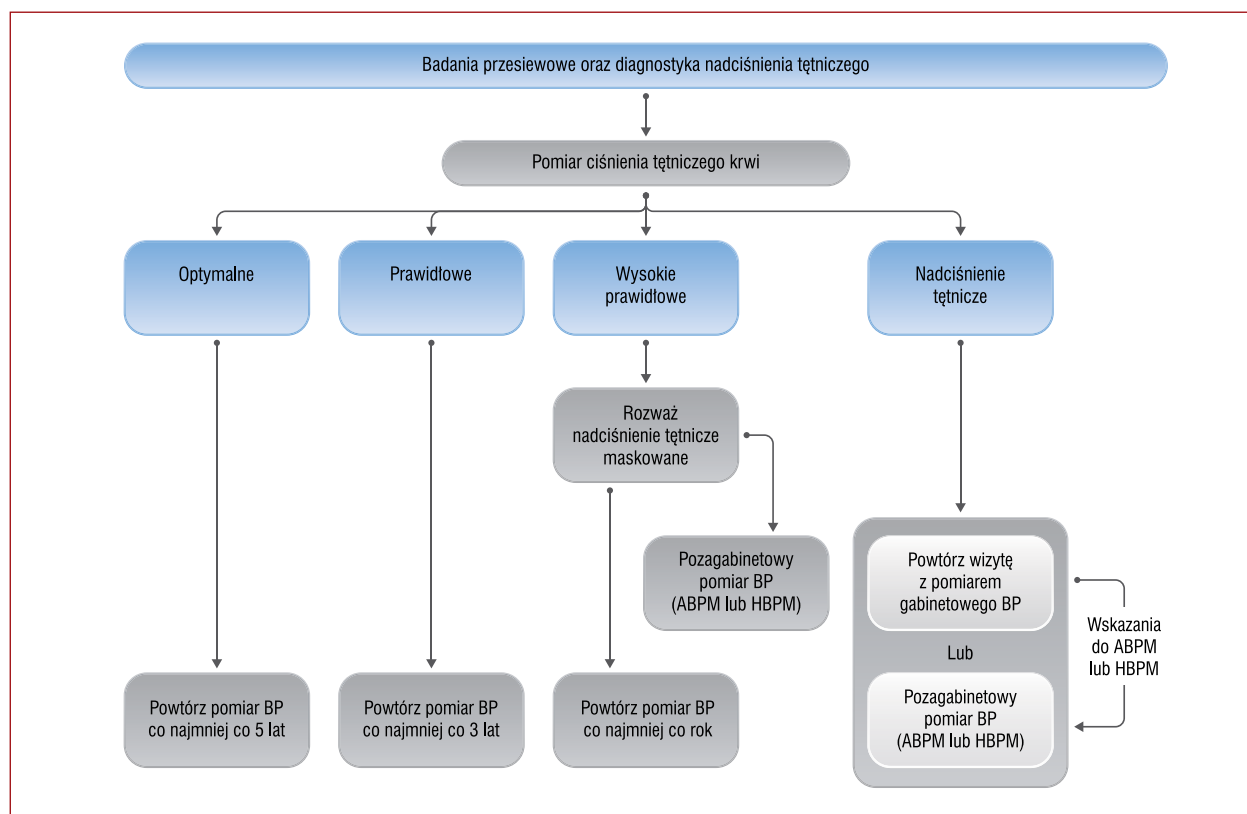 Badania przesiewowe oraz diagnostyka nadciśnienia tętniczego
Pomiar ciśnienia tętniczego krwi
Optymalne
Prawidłowe
Wysokie
prawidłowe
Nadciśnienie
tętnicze
Rozważ
nadciśnienie tętnicze
maskowane
Pozagabinetowy
pomiar BP
(ABPM lub HBPM)
Powtórz wizytę
z pomiarem
gabinetowego BP
Lub
Pozagabinetowy
pomiar BP
(ABPM lub HBPM)
Wskazania
do ABPM
lub HBPM
Powtórz pomiar BP
co najmniej co 5 lat
Powtórz pomiar BP
co najmniej co 3 lat
Powtórz pomiar BP
co najmniej co rok